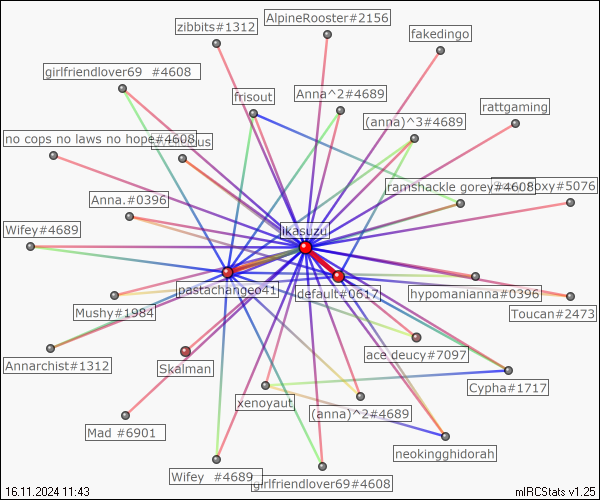 AlpineRooster#2156
zibbits#1312
fakedingo
girlfriendlover69 #4608
Anna^2#4689
frisout
rattgaming
(anna)^3#4689
no cops no laws no hope#4608
ramshackle gorey#4608
oxy#5076
Anna.#0396
Wifey#4689
ikasuzu
pastachangeo41
default#0617
hypomanianna#0396
Mushy#1984
Toucan#2473
Annarchist#1312
ace deucy#7097
Skalman
Cypha#1717
xenoyaut
(anna)^2#4689
Mad #6901
neokingghidorah
Wifey #4689
girlfriendlover69#4608
16.11.2024 11:43
mIRCStats v1.25